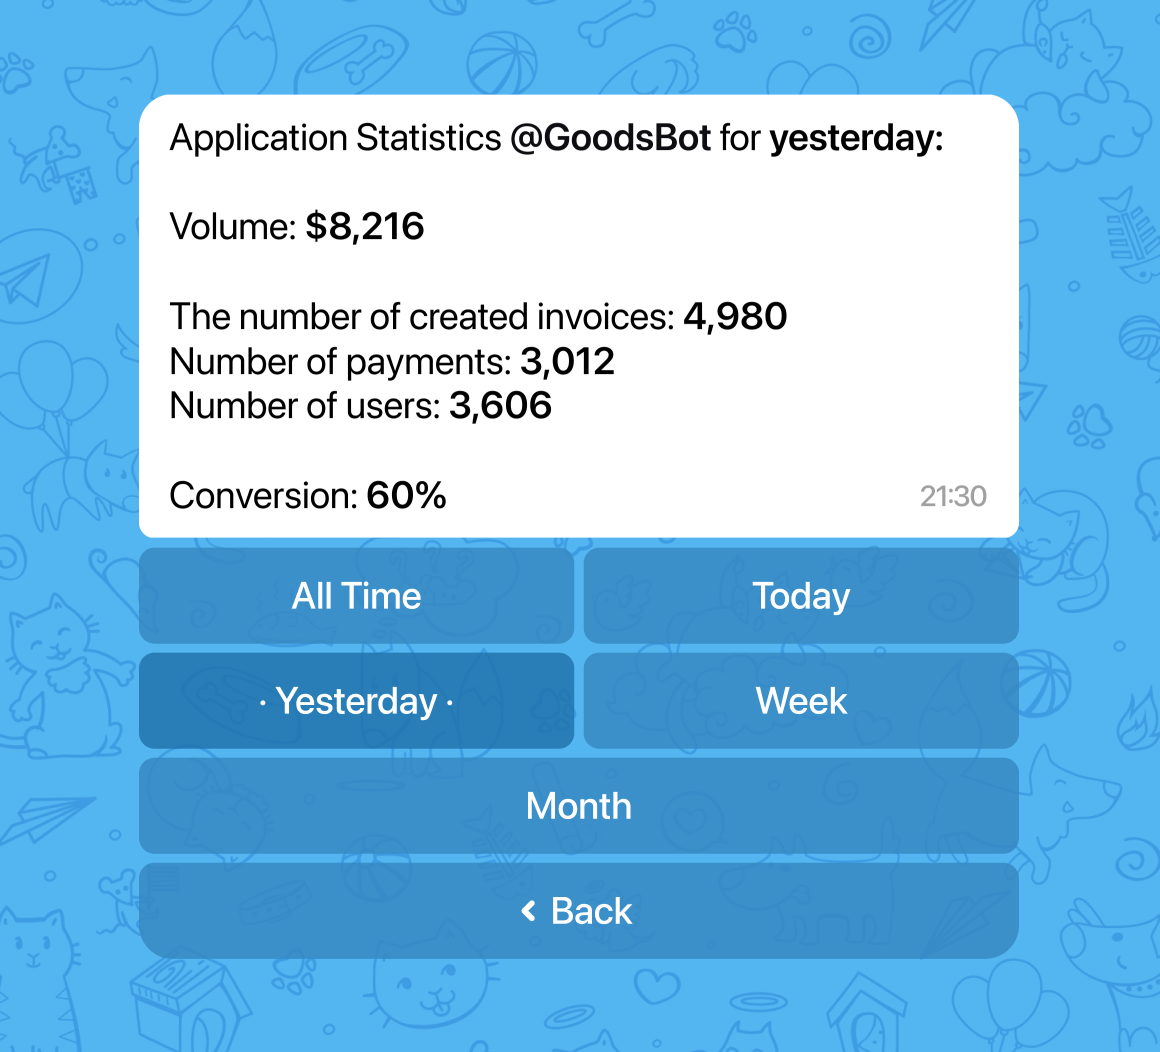 Application Statistics @GoodsBot for yesterday:
Volume: $8,216
The number of created invoices: 4,980
Number of payments: 3,012
Number of users: 3,606
Conversion: 60%
21:30
All Time
Today
· Yesterday ·
Week
Month
‹ Back